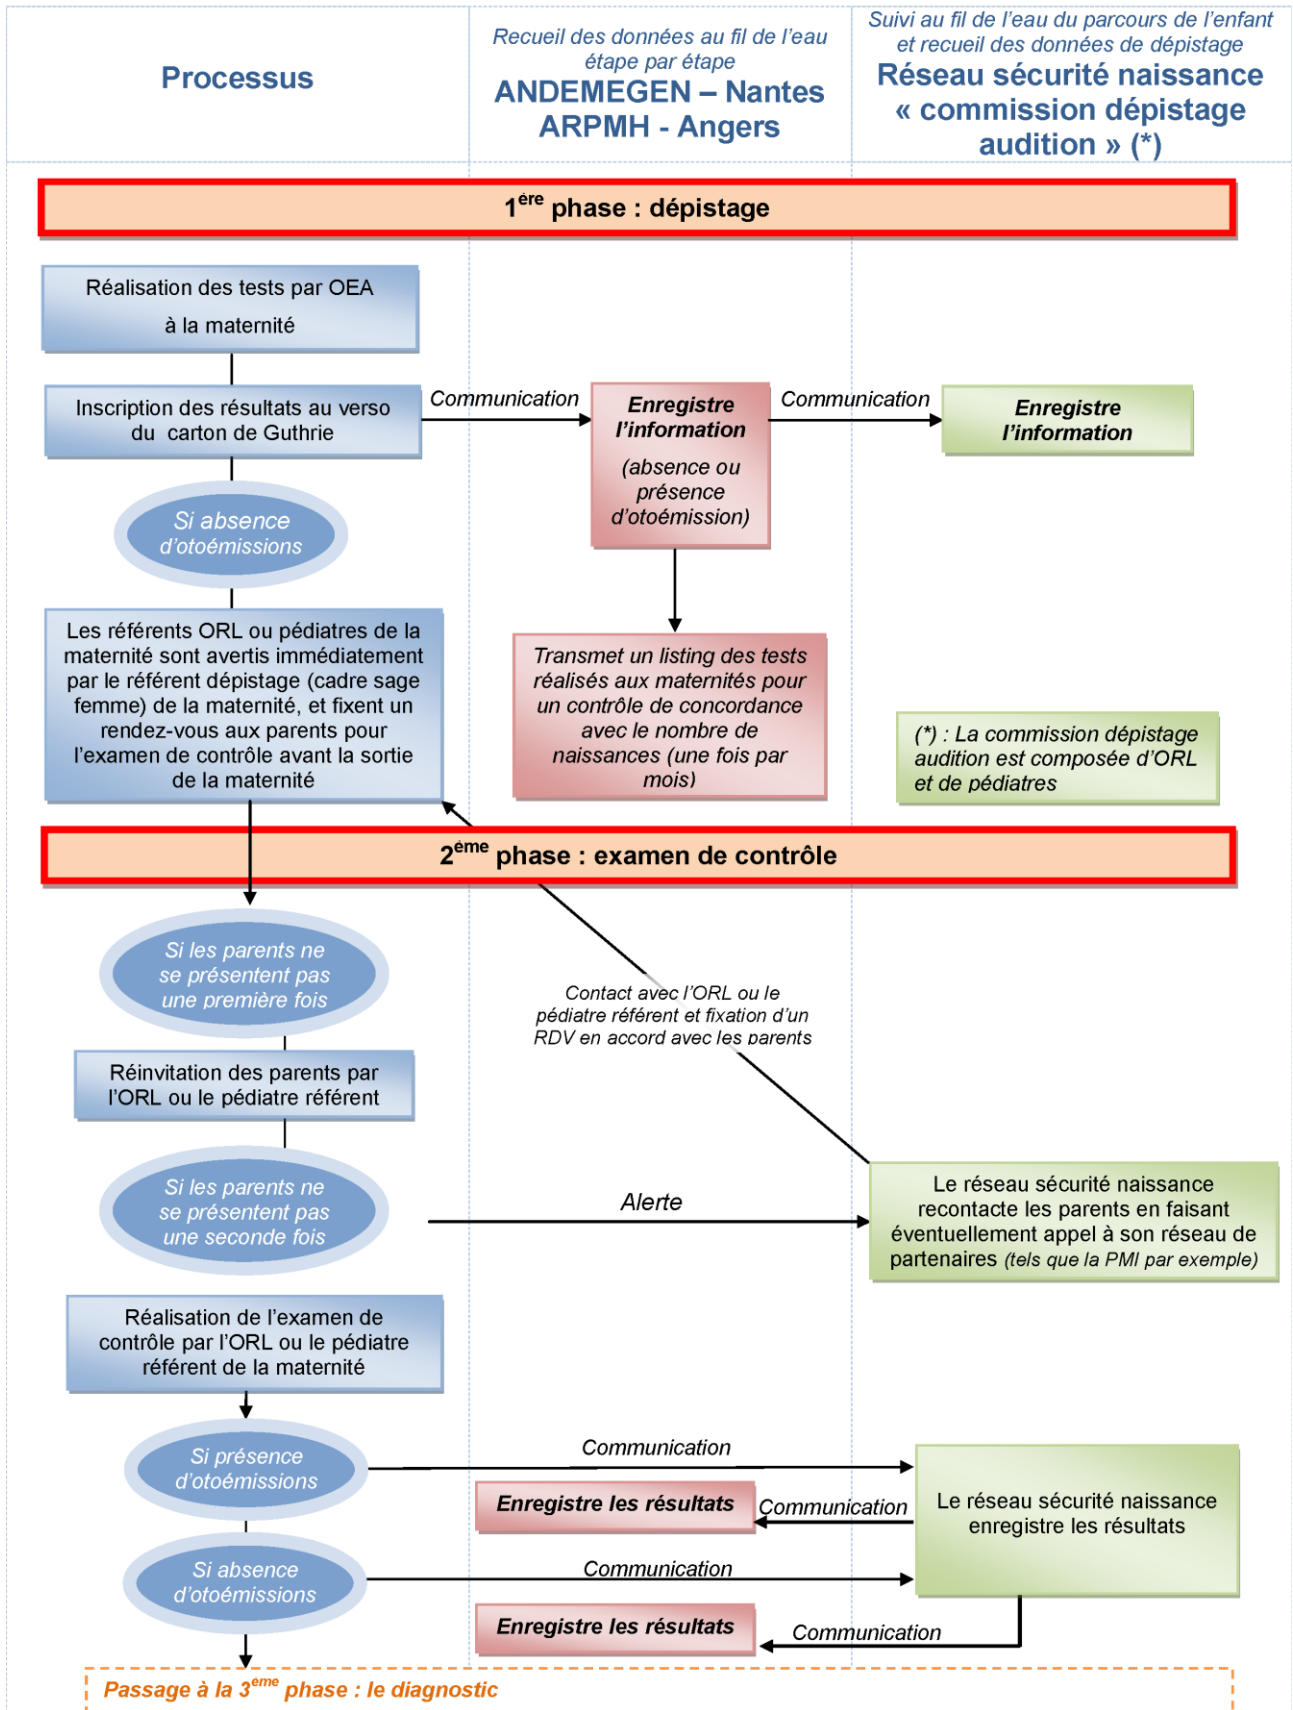 Processus
Recueil des données au fil de l'eau
étape par étape
ANDEMEGEN – Nantes
ARPMH - Angers
Suivi au fil de l'eau du parcours de l'enfant
et recueil des données de dépistage
Réseau sécurité naissance
« commission dépistage
audition » (*)
1ère phase : dépistage
Réalisation des tests par OEA
à la maternité
Inscription des résultats au verso
du carton de Guthrie
Communication
Enregistre
l'information
(absence ou
présence
d'otoémission)
Communication
Enregistre
l'information
Si absence
d'otoémissions
Les référents ORL ou pédiatres de la
maternité sont avertis immédiatement
par le référent dépistage (cadre sage
femme) de la maternité, et fixent un
rendez-vous aux parents pour
l'examen de contrôle avant la sortie
de la maternité
Transmet un listing des tests
réalisés aux maternités pour
un contrôle de concordance
avec le nombre de
naissances (une fois par
mois)
(*) : La commission dépistage
audition est composée d'ORL
et de pédiatres
2ème phase : examen de contrôle
Si les parents ne
se présentent pas
une première fois
Contact avec l'ORL ou le
pédiatre référent et fixation d'un
RDV en accord avec les parents
Réinvitation des parents par
l'ORL ou le pédiatre référent
Si les parents ne
se présentent pas
une seconde fois
Alerte
Le réseau sécurité naissance
recontacte les parents en faisant
éventuellement appel à son réseau de
partenaires (tels que la PMI par exemple)
Réalisation de l'examen de
contrôle par l'ORL ou le pédiatre
référent de la maternité
Si présence
d'otoémissions
Communication
Enregistre les résultats
Communication
Le réseau sécurité naissance
enregistre les résultats
Si absence
d'otoémissions
Communication
Enregistre les résultats
Communication
Passage à la 3ème phase : le diagnostic